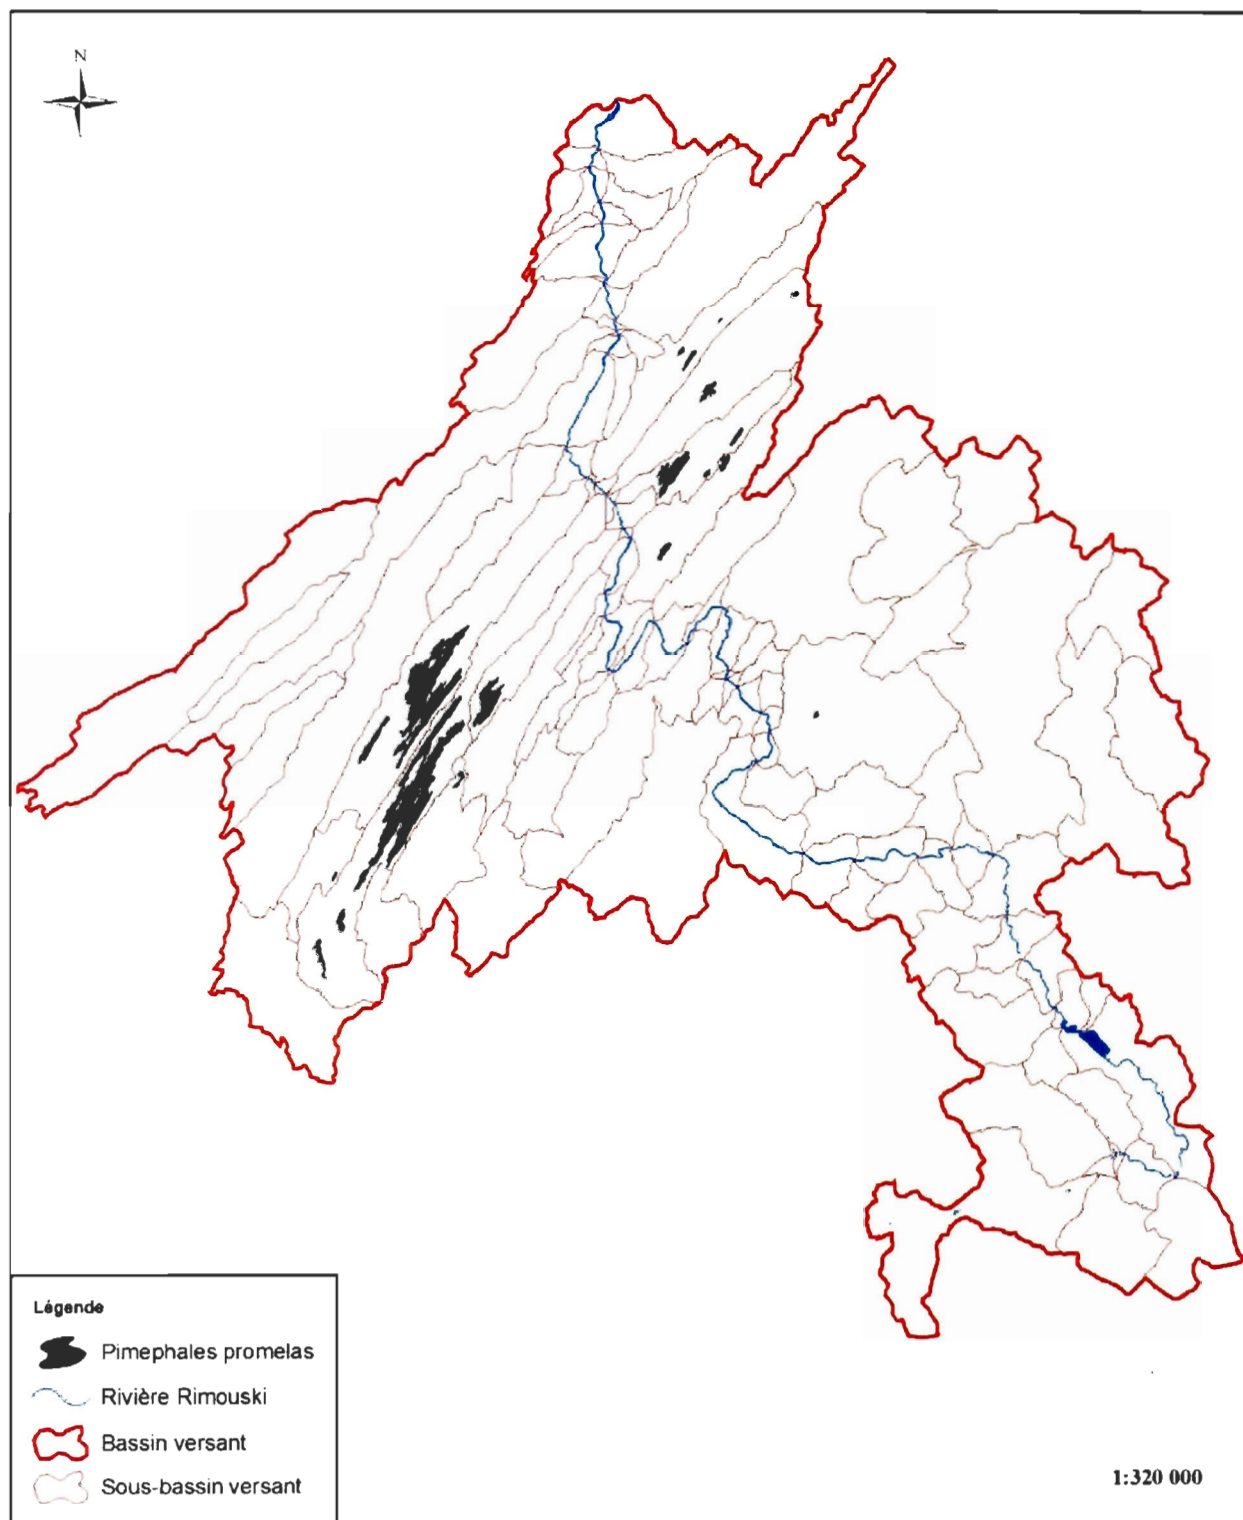 N
Légende
Pimephales promelas
Rivière Rimouski
Bassin versant
Sous-bassin versant
1:320 000